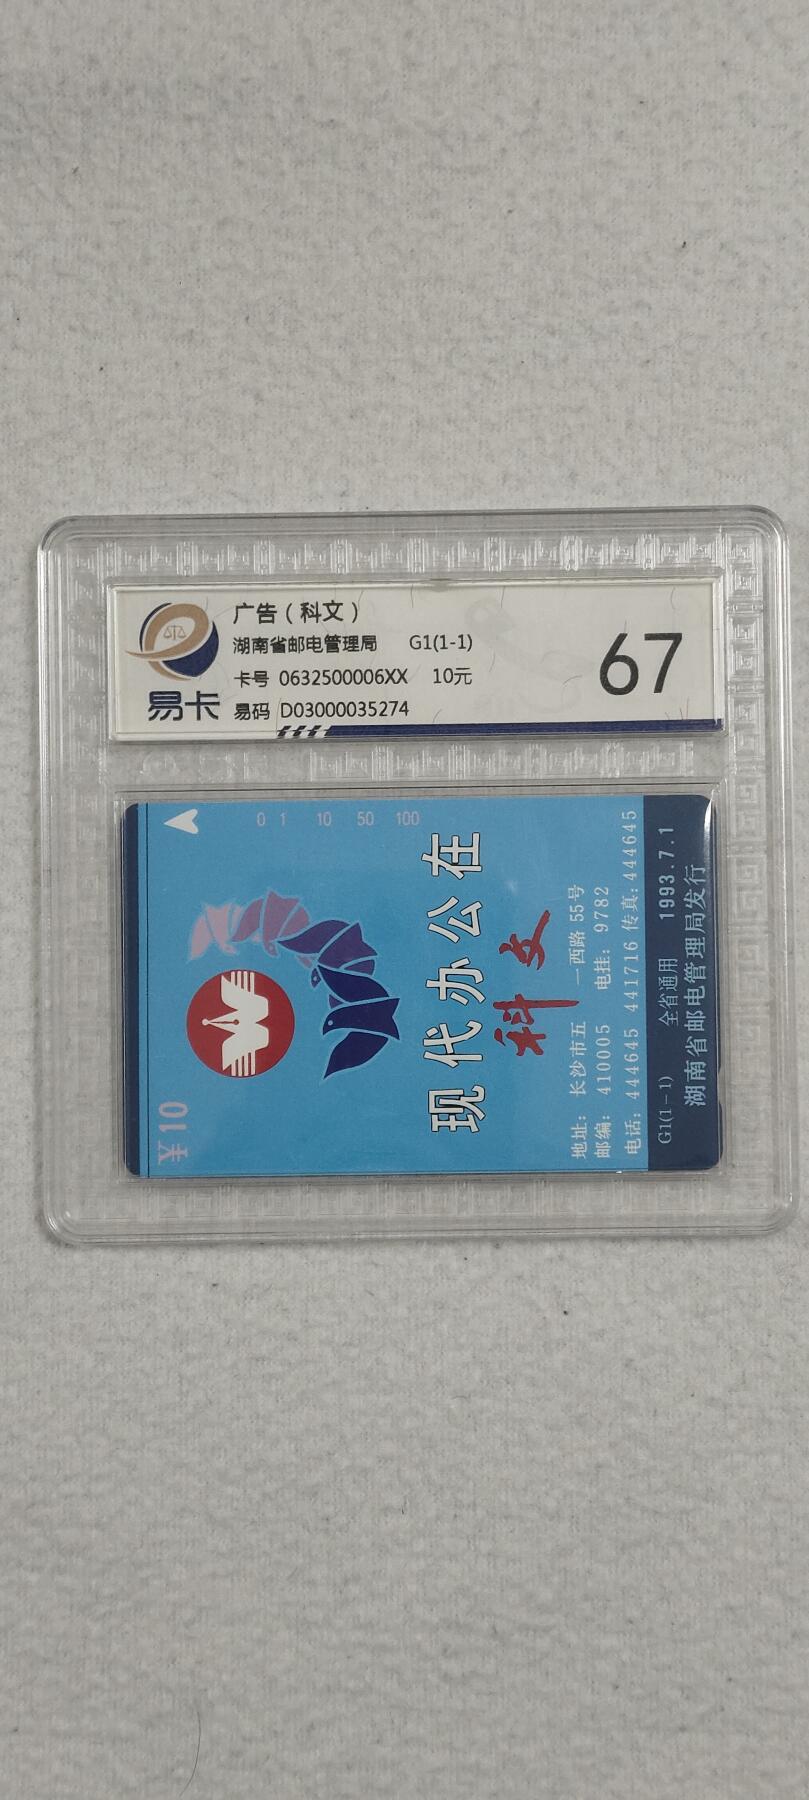 广告（科文）
湖南省邮电管理局 G1(1-1)
卡号 0632500006XX 10元
易码 D03000035274
易卡
67
¥10
0 1 10 50 100
现代办公在
科文
地址: 长沙市五一西路55号
邮编: 410005 电挂: 9782
电话: 444645 441716 传真:444645
G1(1-1) 全省通用 1993.7.1
湖南省邮电管理局发行